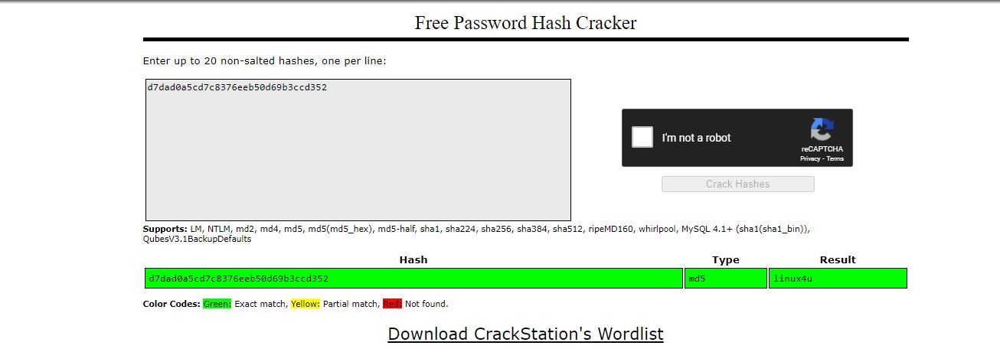 Free Password Hash Cracker
Enter up to 20 non-salted hashes, one per line:
d7dad0a5cd7c8376eeb50d69b3ccd352
I'm not a robot
reCAPTCHA
Privacy - Terms
Crack Hashes
Supports: LM, NTLM, md2, md4, md5, md5(md5_hex), md5-half, sha1, sha224, sha256, sha384, sha512, ripeMD160, whirlpool, MySQL 4.1+ (sha1(sha1_bin)),
QubesV3.1BackupDefaults
Hash Type Result
d7dad0a5cd7c8376eeb50d69b3ccd352 md5 linux4u
Color Codes: Green: Exact match, Yellow: Partial match, Red: Not found.
Download CrackStation's Wordlist